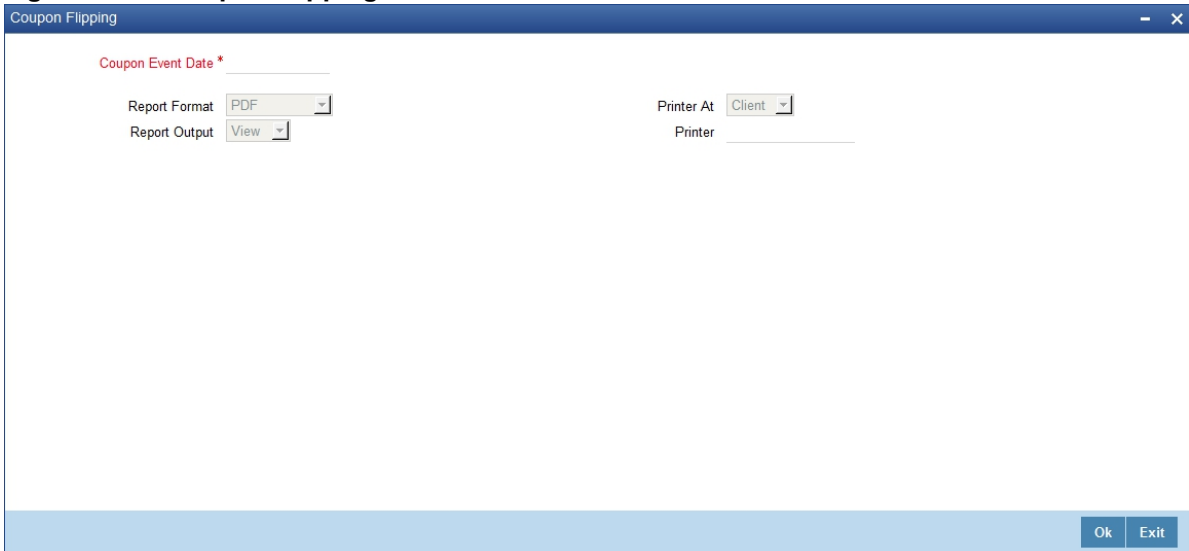 Coupon Flipping
Coupon Event Date *
Report Format PDF
Printer At Client
Report Output View
Printer
Ok Exit